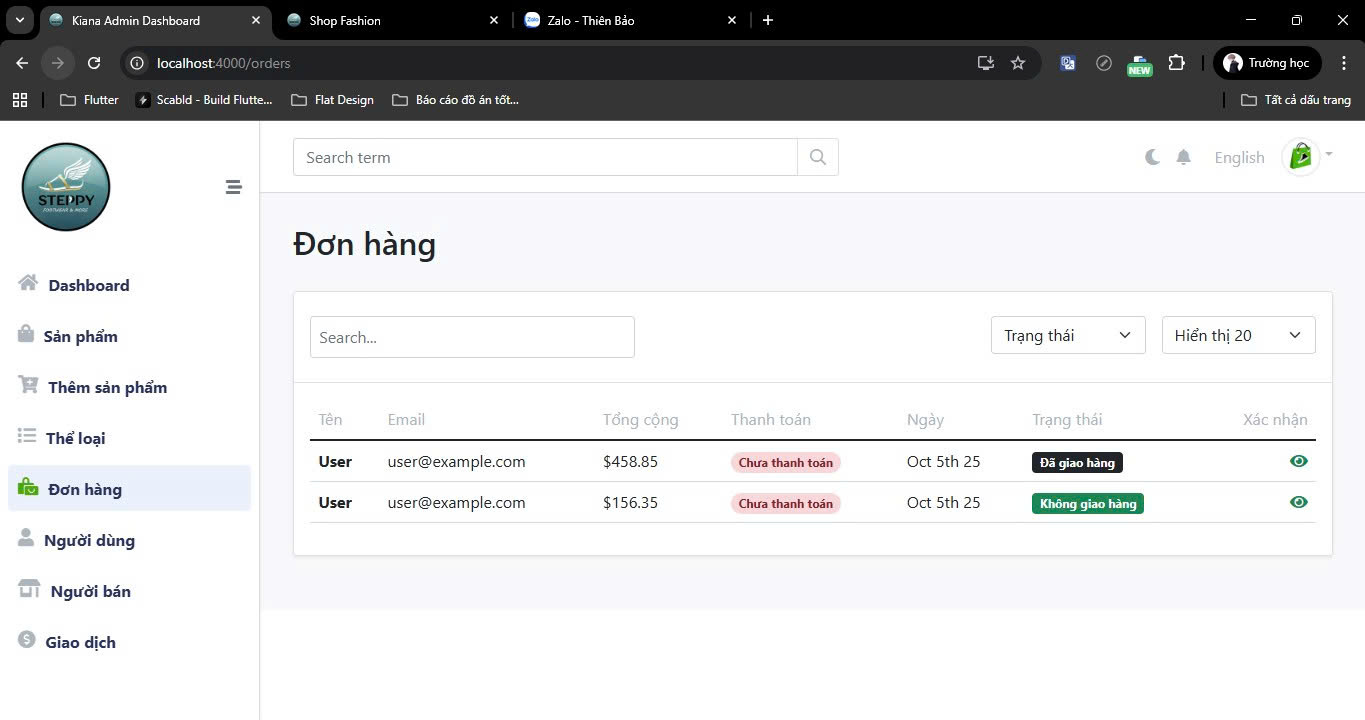 Kiana Admin Dashboard
Shop Fashion
Zalo - Thiên Bảo
localhost:4000/orders
NEW
Trường học
Flutter
Scabld - Build Flutte...
Flat Design
Báo cáo đồ án tốt...
Tất cả dấu trang
STEPPY
FOOTWEAR & MORE
Search term
English
Đơn hàng
Dashboard
Sản phẩm
Thêm sản phẩm
Thể loại
Đơn hàng
Người dùng
Người bán
Giao dịch
Search...
Trạng thái
Hiển thị 20
Tên Email Tổng cộng Thanh toán Ngày Trạng thái Xác nhận
User user@example.com $458.85 Chưa thanh toán Oct 5th 25 Đã giao hàng
User user@example.com $156.35 Chưa thanh toán Oct 5th 25 Không giao hàng